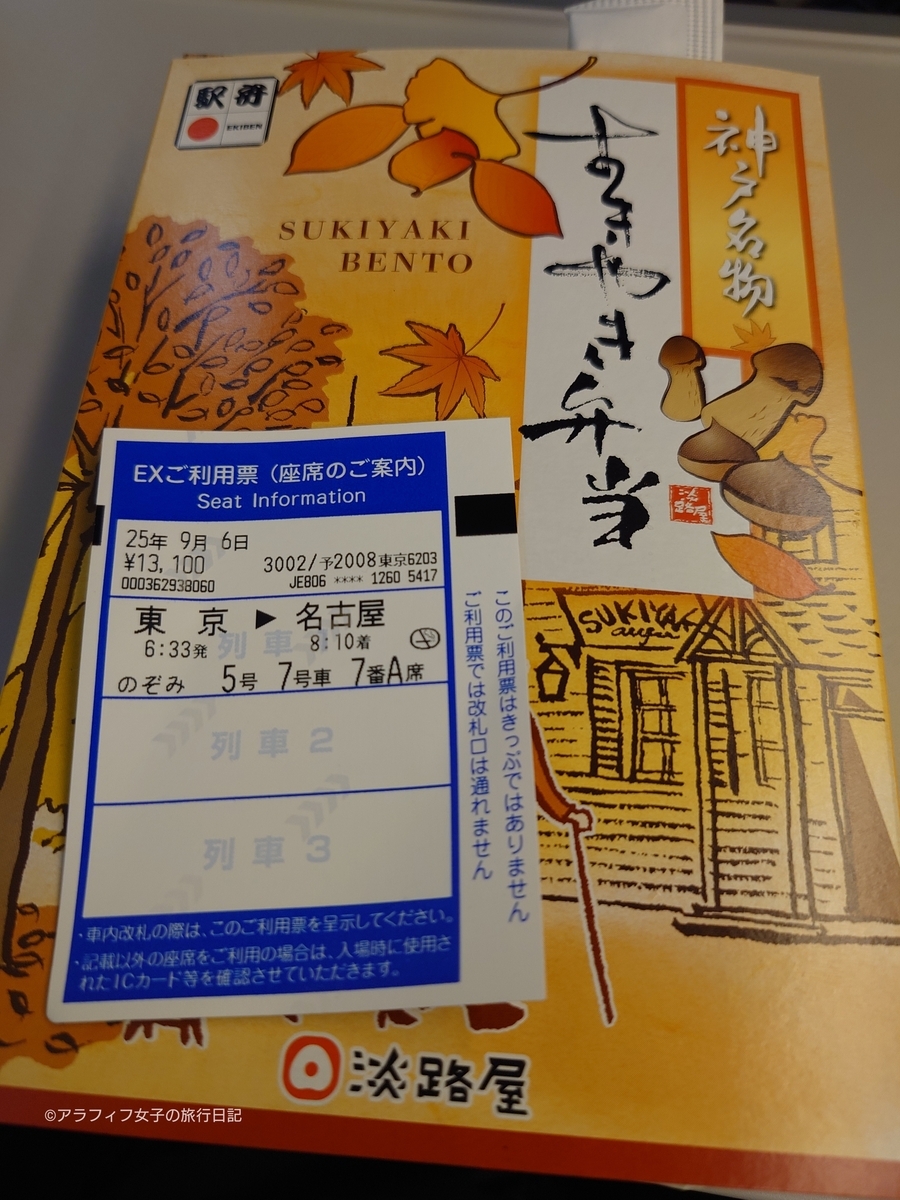 駅弁
EKIBEN
SUKIYAKI
BENTO
神戸名物
すきやき弁当
淡路屋
EXご利用票（座席のご案内）
Seat Information
25年 9月 6日
¥13,100
3002/予2008東京6203
000362938060
JE806 **** 1260 5417
東 京 ▶ 名古屋
6:33発 8:10着
のぞみ 5号 7号車 7番A席
列車2
列車3
・車内改札の際は、このご利用票を呈示してください。
・記載以外の座席をご利用の場合は、入場時に使用さ
れたICカード等を確認させていただきます。
このご利用票はきっぷではありません
ご利用票では改札口は通れません
SUKIYAKI
淡路屋
©アラフィフ女子の旅行日記